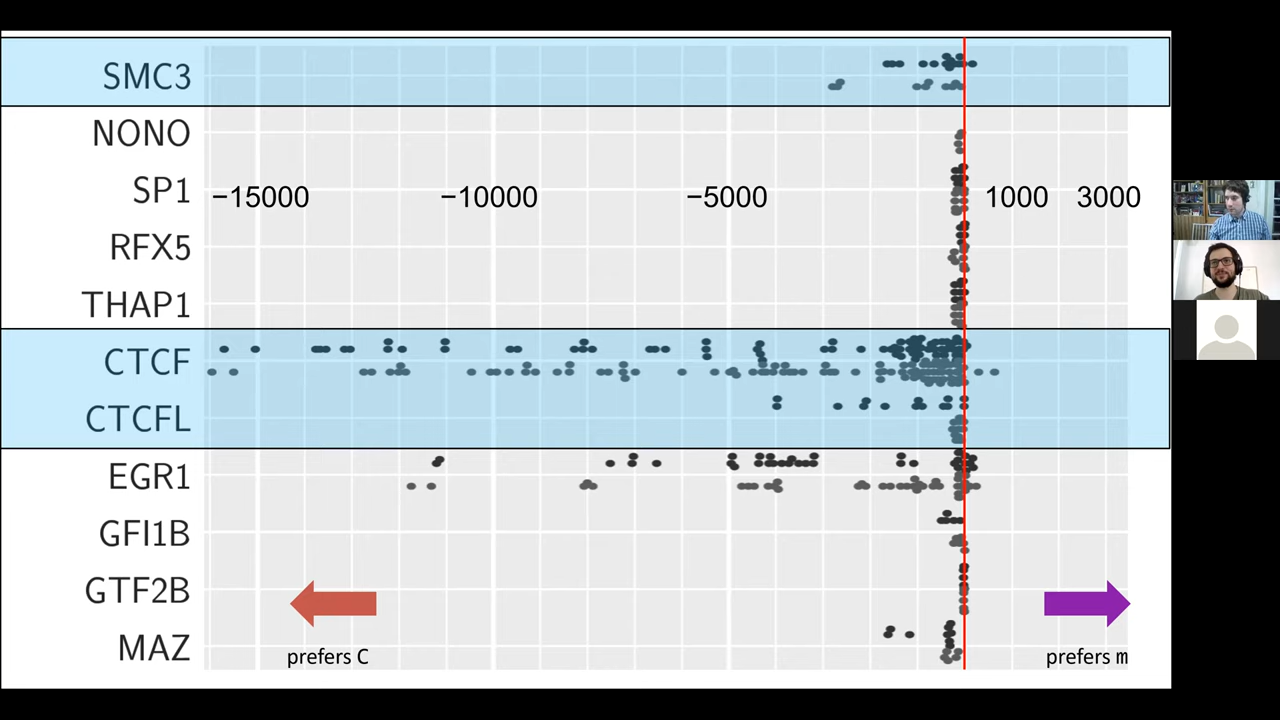 SMC3
NONO
SP1
−15000 −10000 −5000 1000 3000
RFX5
THAP1
CTCF
CTCFL
EGR1
GFI1B
GTF2B
MAZ
prefers C
prefers m